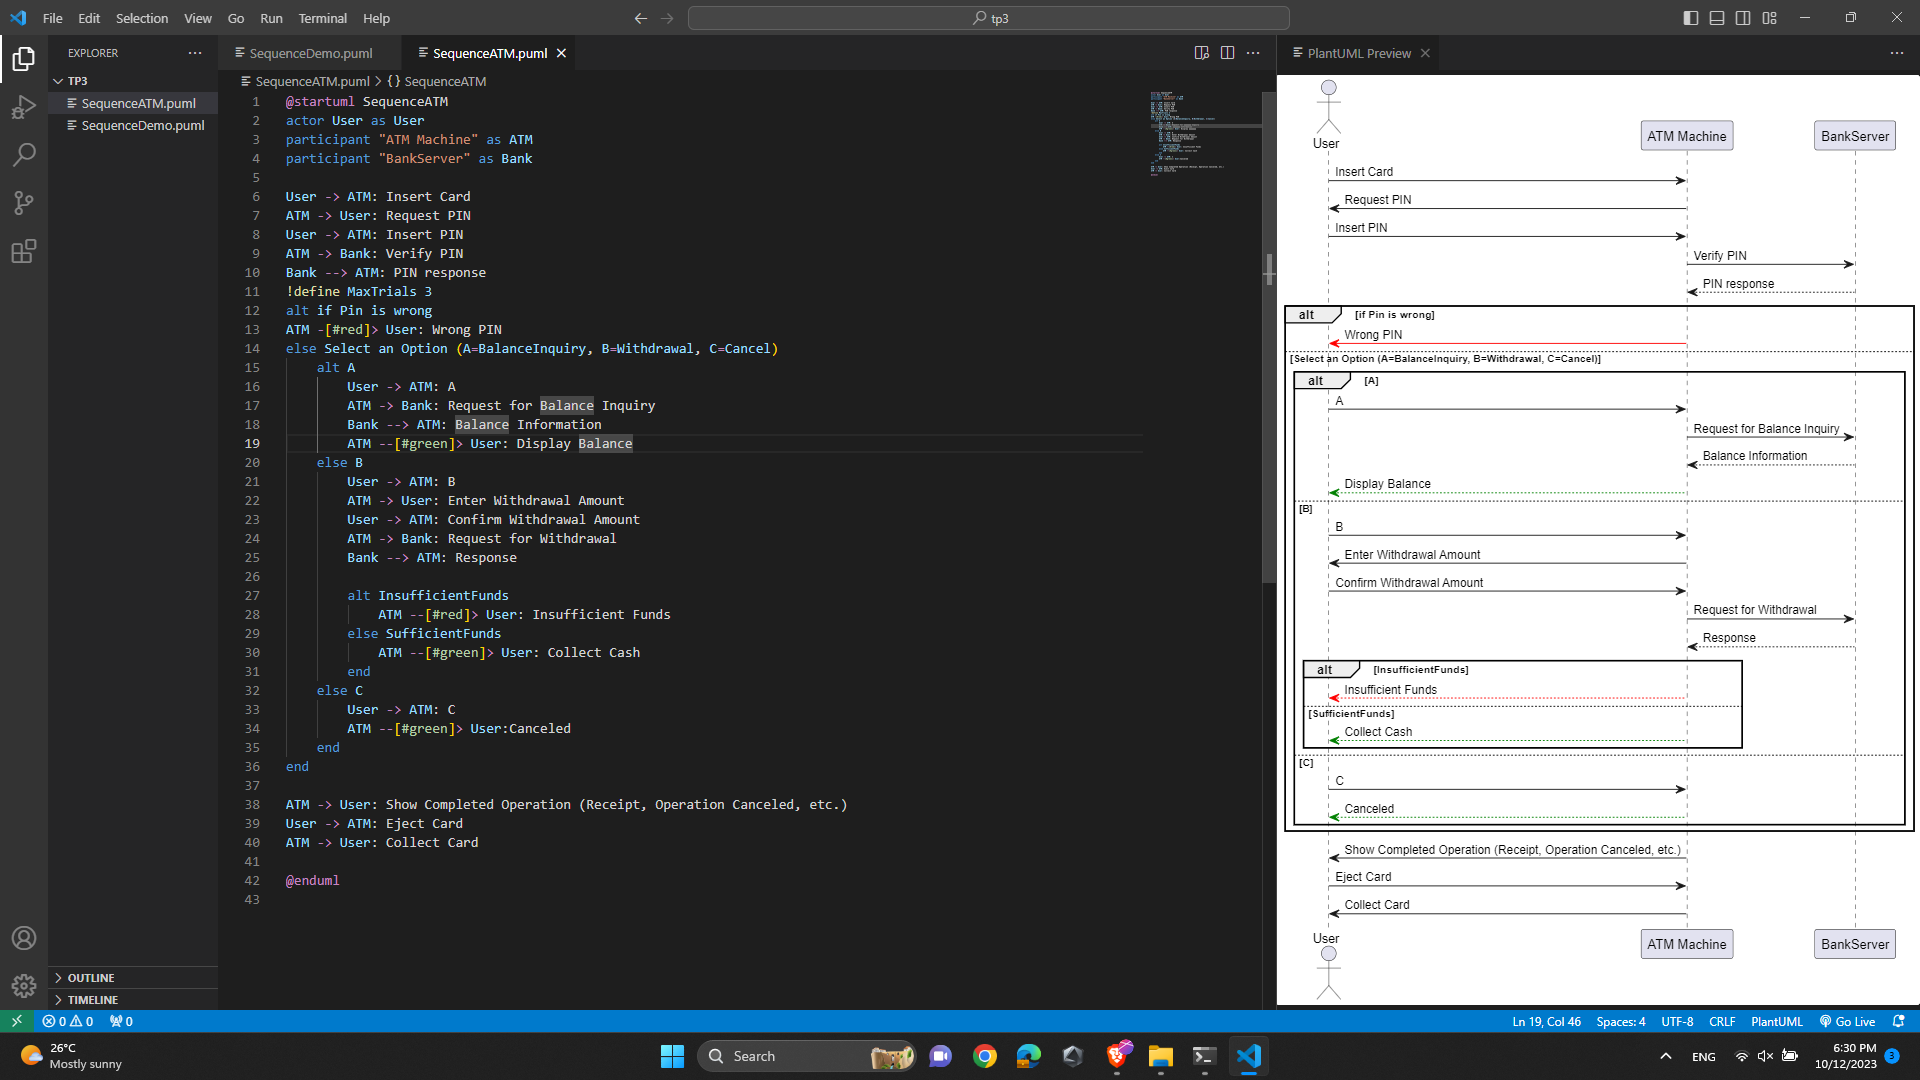 File Edit Selection View Go Run Terminal Help
tp3
EXPLORER
TP3
SequenceATM.puml
SequenceDemo.puml
OUTLINE
TIMELINE
SequenceDemo.puml
SequenceATM.puml
SequenceATM.puml > {} SequenceATM
1 @startuml SequenceATM
2 actor User as User
3 participant "ATM Machine" as ATM
4 participant "BankServer" as Bank
5
6 User -> ATM: Insert Card
7 ATM -> User: Request PIN
8 User -> ATM: Insert PIN
9 ATM -> Bank: Verify PIN
10 Bank --> ATM: PIN response
11 !define MaxTrials 3
12 alt if Pin is wrong
13 ATM -[#red]> User: Wrong PIN
14 else Select an Option (A=BalanceInquiry, B=Withdrawal, C=Cancel)
15 alt A
16 User -> ATM: A
17 ATM -> Bank: Request for Balance Inquiry
18 Bank --> ATM: Balance Information
19 ATM --[#green]> User: Display Balance
20 else B
21 User -> ATM: B
22 ATM -> User: Enter Withdrawal Amount
23 User -> ATM: Confirm Withdrawal Amount
24 ATM -> Bank: Request for Withdrawal
25 Bank --> ATM: Response
26
27 alt InsufficientFunds
28 ATM --[#red]> User: Insufficient Funds
29 else SufficientFunds
30 ATM --[#green]> User: Collect Cash
31 end
32 else C
33 User -> ATM: C
34 ATM --[#green]> User:Canceled
35 end
36 end
37
38 ATM -> User: Show Completed Operation (Receipt, Operation Canceled, etc.)
39 User -> ATM: Eject Card
40 ATM -> User: Collect Card
41
42 @enduml
43
PlantUML Preview
User
ATM Machine
BankServer
Insert Card
Request PIN
Insert PIN
Verify PIN
PIN response
alt [if Pin is wrong]
Wrong PIN
[Select an Option (A=BalanceInquiry, B=Withdrawal, C=Cancel)]
alt [A]
A
Request for Balance Inquiry
Balance Information
Display Balance
[B]
B
Enter Withdrawal Amount
Confirm Withdrawal Amount
Request for Withdrawal
Response
alt [InsufficientFunds]
Insufficient Funds
[SufficientFunds]
Collect Cash
[C]
C
Canceled
Show Completed Operation (Receipt, Operation Canceled, etc.)
Eject Card
Collect Card
User
ATM Machine
BankServer
0 0 0
Ln 19, Col 46 Spaces: 4 UTF-8 CRLF PlantUML Go Live
26°C
Mostly sunny
Search
ENG
6:30 PM
10/12/2023
3